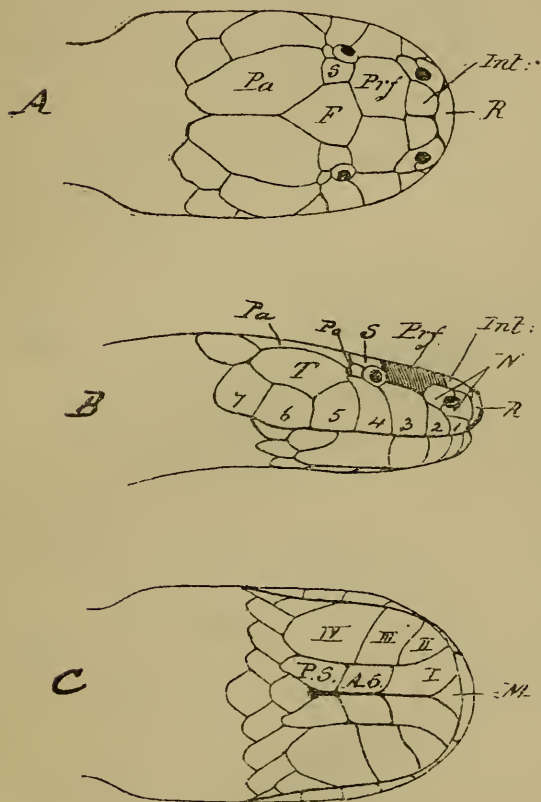 A
Pa
S
Prf
F
Int:
R
B
Pa
Po
S
Prf
Int:
N
R
T
7 6 5 4 3 2 1
C
IV III II I
P.S. A.S.
M